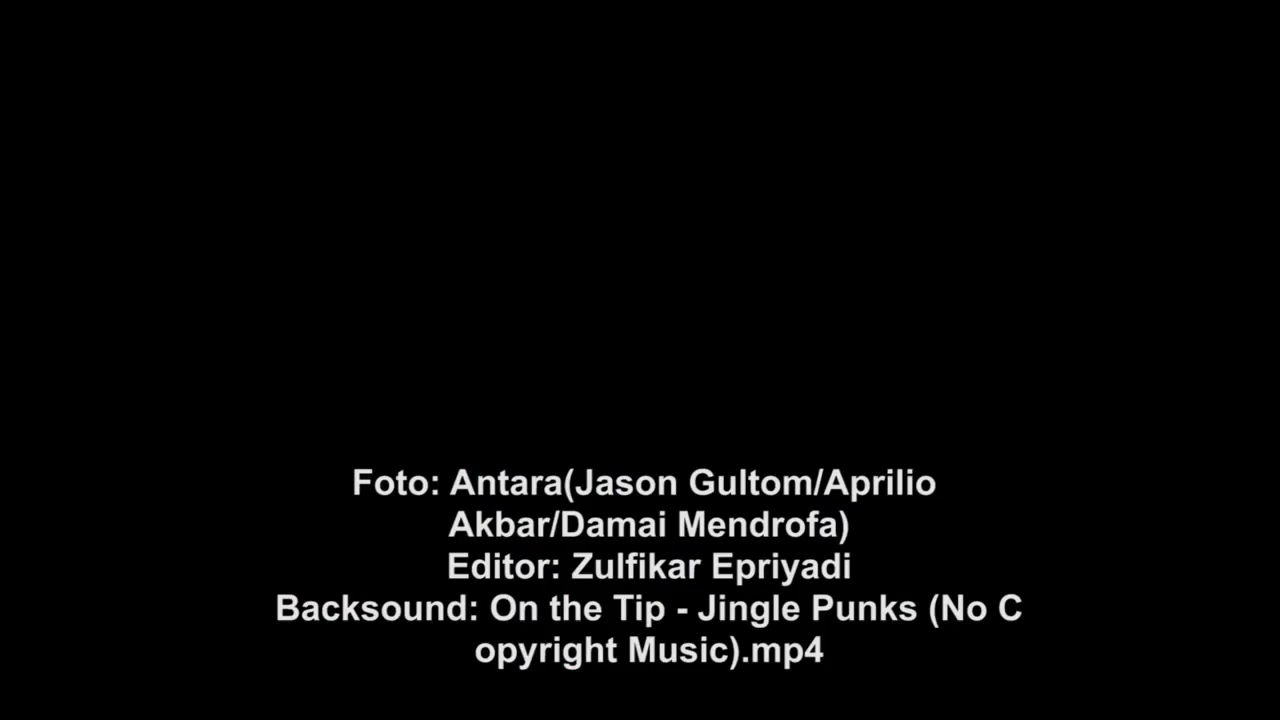 Foto: Antara(Jason Gultom/Aprilio
Akbar/Damai Mendrofa)
Editor: Zulfikar Epriyadi
Backsound: On the Tip - Jingle Punks (No C
opyright Music).mp4